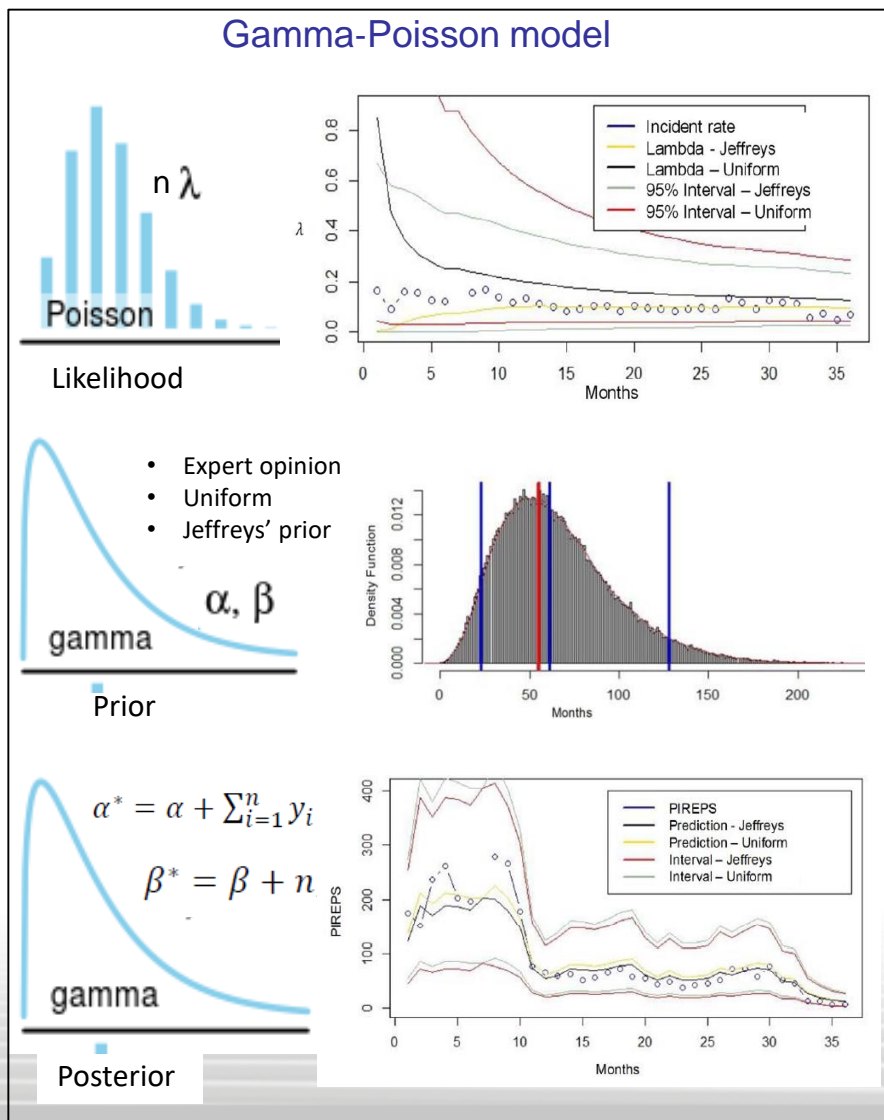 Gamma-Poisson model
n λ
Poisson
Likelihood
0.8
0.6
0.4
0.2
0.0
λ
Incident rate
Lambda - Jeffreys
Lambda – Uniform
95% Interval – Jeffreys
95% Interval – Uniform
0 5 10 15 20 25 30 35
Months
• Expert opinion
• Uniform
• Jeffreys’ prior
α, β
gamma
Prior
Density Function
0.012
0.008
0.004
0.000
0 50 100 150 200
Months
α* = α + ∑ⁿᵢ₌₁ yᵢ
β* = β + n
gamma
Posterior
PIREPS
400
300
200
100
0
PIREPS
Prediction - Jeffreys
Prediction – Uniform
Interval – Jeffreys
Interval – Uniform
0 5 10 15 20 25 30 35
Months